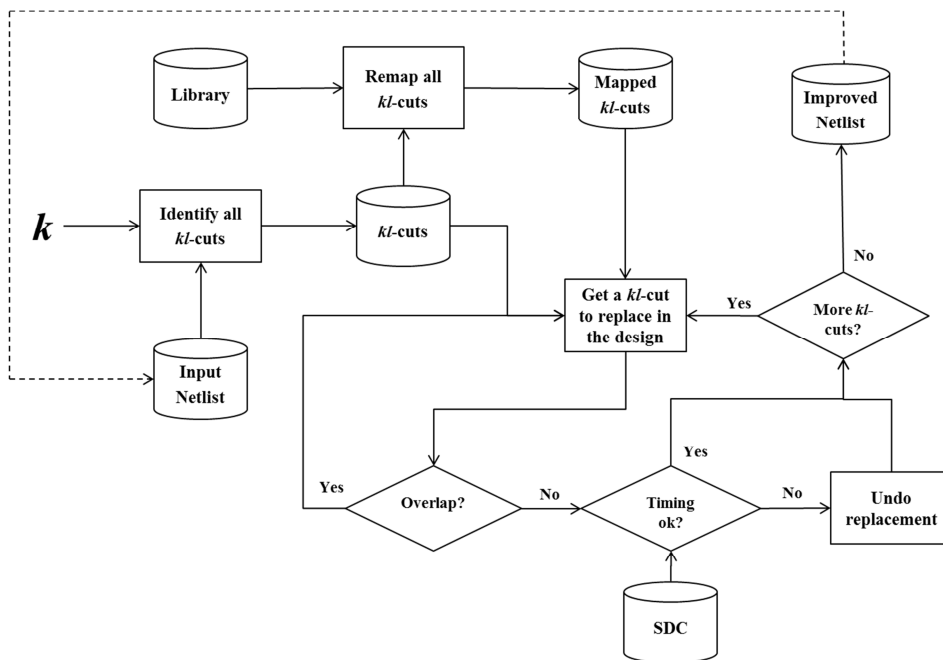 Library
Remap all
kl-cuts
Mapped
kl-cuts
Improved
Netlist
k
Identify all
kl-cuts
kl-cuts
Input
Netlist
Get a kl-cut
to replace in
the design
Yes
More kl-
cuts?
No
Yes
Overlap?
No
Timing
ok?
Yes
No
Undo
replacement
SDC